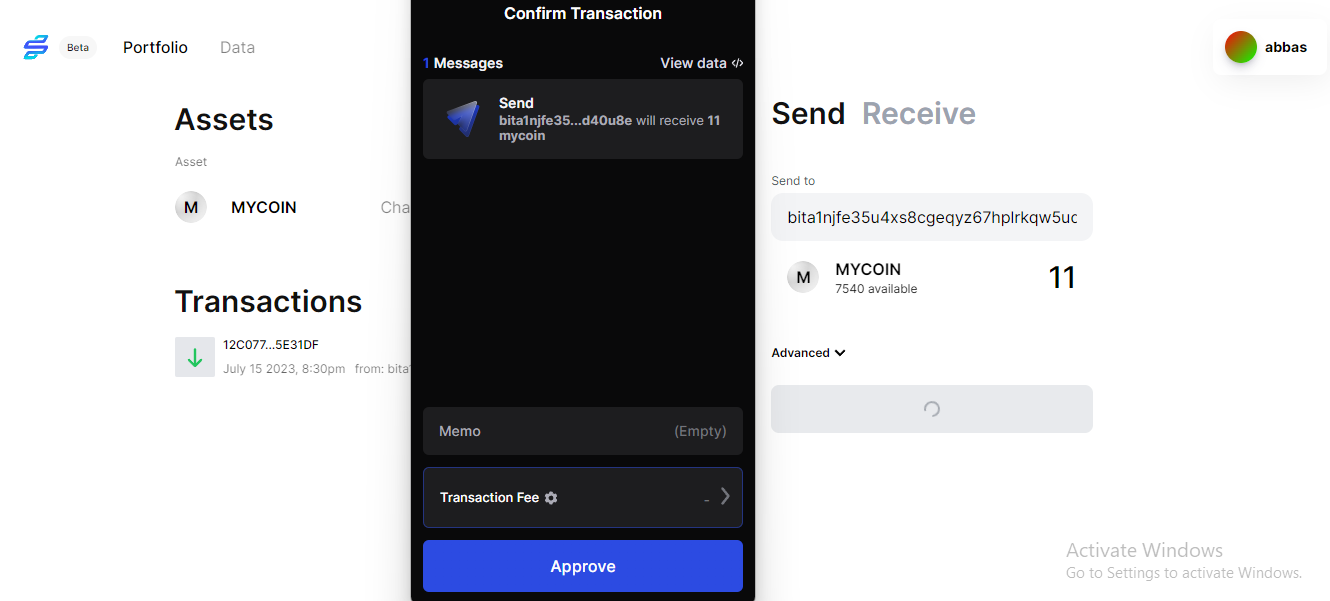 Beta
Portfolio
Data
abbas
Assets
Asset
M
MYCOIN
Cha
Transactions
12C077...5E31DF
July 15 2023, 8:30pm from: bita
Confirm Transaction
1 Messages
View data </>
Send
bita1njfe35...d40u8e will receive 11
mycoin
Memo
(Empty)
Transaction Fee
-
Approve
Send Receive
Send to
bita1njfe35u4xs8cgeqyz67hplrkqw5uc
M
MYCOIN
7540 available
11
Advanced
Activate Windows
Go to Settings to activate Windows.